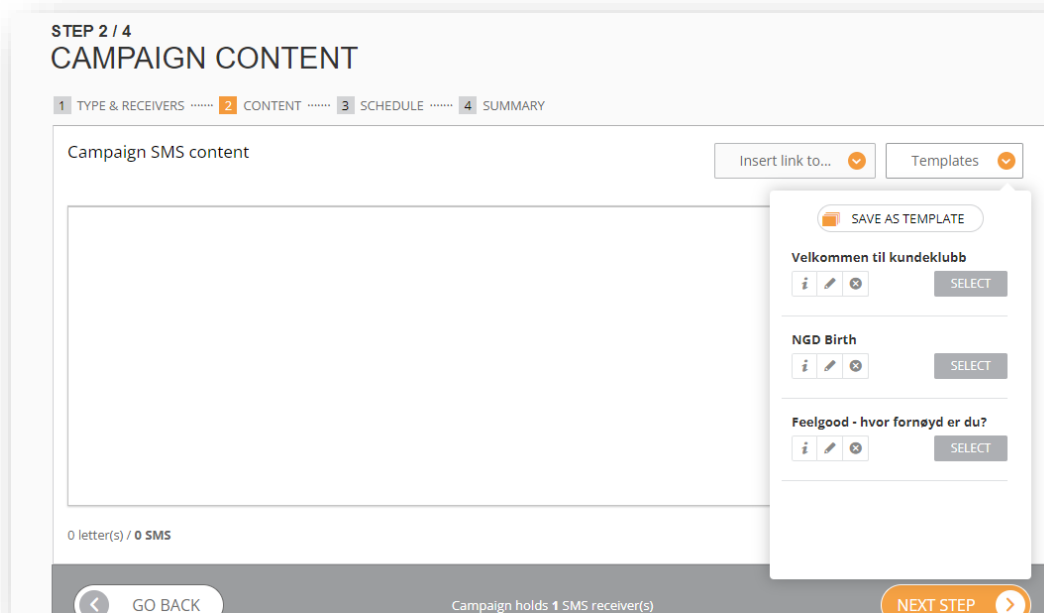 STEP 2 / 4
CAMPAIGN CONTENT
1 TYPE & RECEIVERS ······· 2 CONTENT ······· 3 SCHEDULE ······· 4 SUMMARY
Campaign SMS content
Insert link to...
Templates
SAVE AS TEMPLATE
Velkommen til kundeklubb
i
SELECT
NGD Birth
i
SELECT
Feelgood - hvor fornøyd er du?
i
SELECT
0 letter(s) / 0 SMS
GO BACK
Campaign holds 1 SMS receiver(s)
NEXT STEP